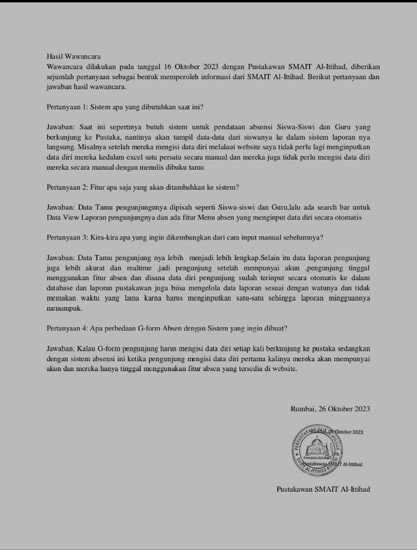 Hasil Wawancara
Wawancara dilakukan pada tanggal 16 Oktober 2023 dengan Pustakawan SMAIT Al-Ittihad, diberikan
sejumlah pertanyaan sebagai bentuk memperoleh informasi dari SMAIT Al-Ittihad. Berikut pertanyaan dan
jawaban hasil wawancara.
Pertanyaan 1: Sistem apa yang dibutuhkan saat ini?
Jawaban: Saat ini sepertinya butuh sistem untuk pendataan absensi Siswa-Siswi dan Guru yang
berkunjung ke Pustaka, nantinya akan tampil data-data dari siswanya ke dalam sistem laporan nya
langsung. Misalnya setelah mereka mengisi data diri melalaui website saya tidak perlu lagi menginputkan
data diri mereka kedalam excel satu persatu secara manual dan mereka juga tidak perlu mengisi data diri
mereka secara manual dengan menulis dibuku tamu
Pertanyaan 2: Fitur apa saja yang akan ditambahkan ke sistem?
Jawaban: Data Tamu pengunjungnnya dipisah seperti Siswa-siswi dan Guru,lalu ada search bar untuk
Data View Laporan pengunjungnya dan ada fitur Menu absen yang menginput data diri secara otomatis
Pertanyaan 3: Kira-kira apa yang ingin dikembangkan dari cara input manual sebelumnya?
Jawaban: Data Tamu pengunjung nya lebih menjadi lebih lengkap.Selain itu data laporan pengunjung
juga lebih akurat dan realtime .jadi pengunjung setelah mempunyai akun ,pengunjung tinggal
menggunakan fitur absen dan disana data diri pengunjung sudah terinput secara otomatis ke dalam
database dan laporan pustakawan juga biisa mengelola data laporan sesuai dengan watunya dan tidak
memakan waktu yang lama karna harus menginputkan satu-satu sehingga laporan mingguannya
menumpuk.
Pertanyaan 4: Apa perbedaan G-form Absen dengan Sistem yang ingin dibuat?
Jawaban: Kalau G-form pengunjung harus mengisi data diri setiap kali berkunjung ke pustaka sedangkan
dengan sistem absensi ini ketika pengunjung mengisi data diri pertama kalinya mereka akan mempunyai
akun dan mereka hanya tinggal menggunakan fitur absen yang tersedia di website.
Rumbai, 26 Oktober 2023
Oktober 2023
Pustakawan SMAIT Al-Ittihad
Pustakawan SMAIT Al-Ittihad